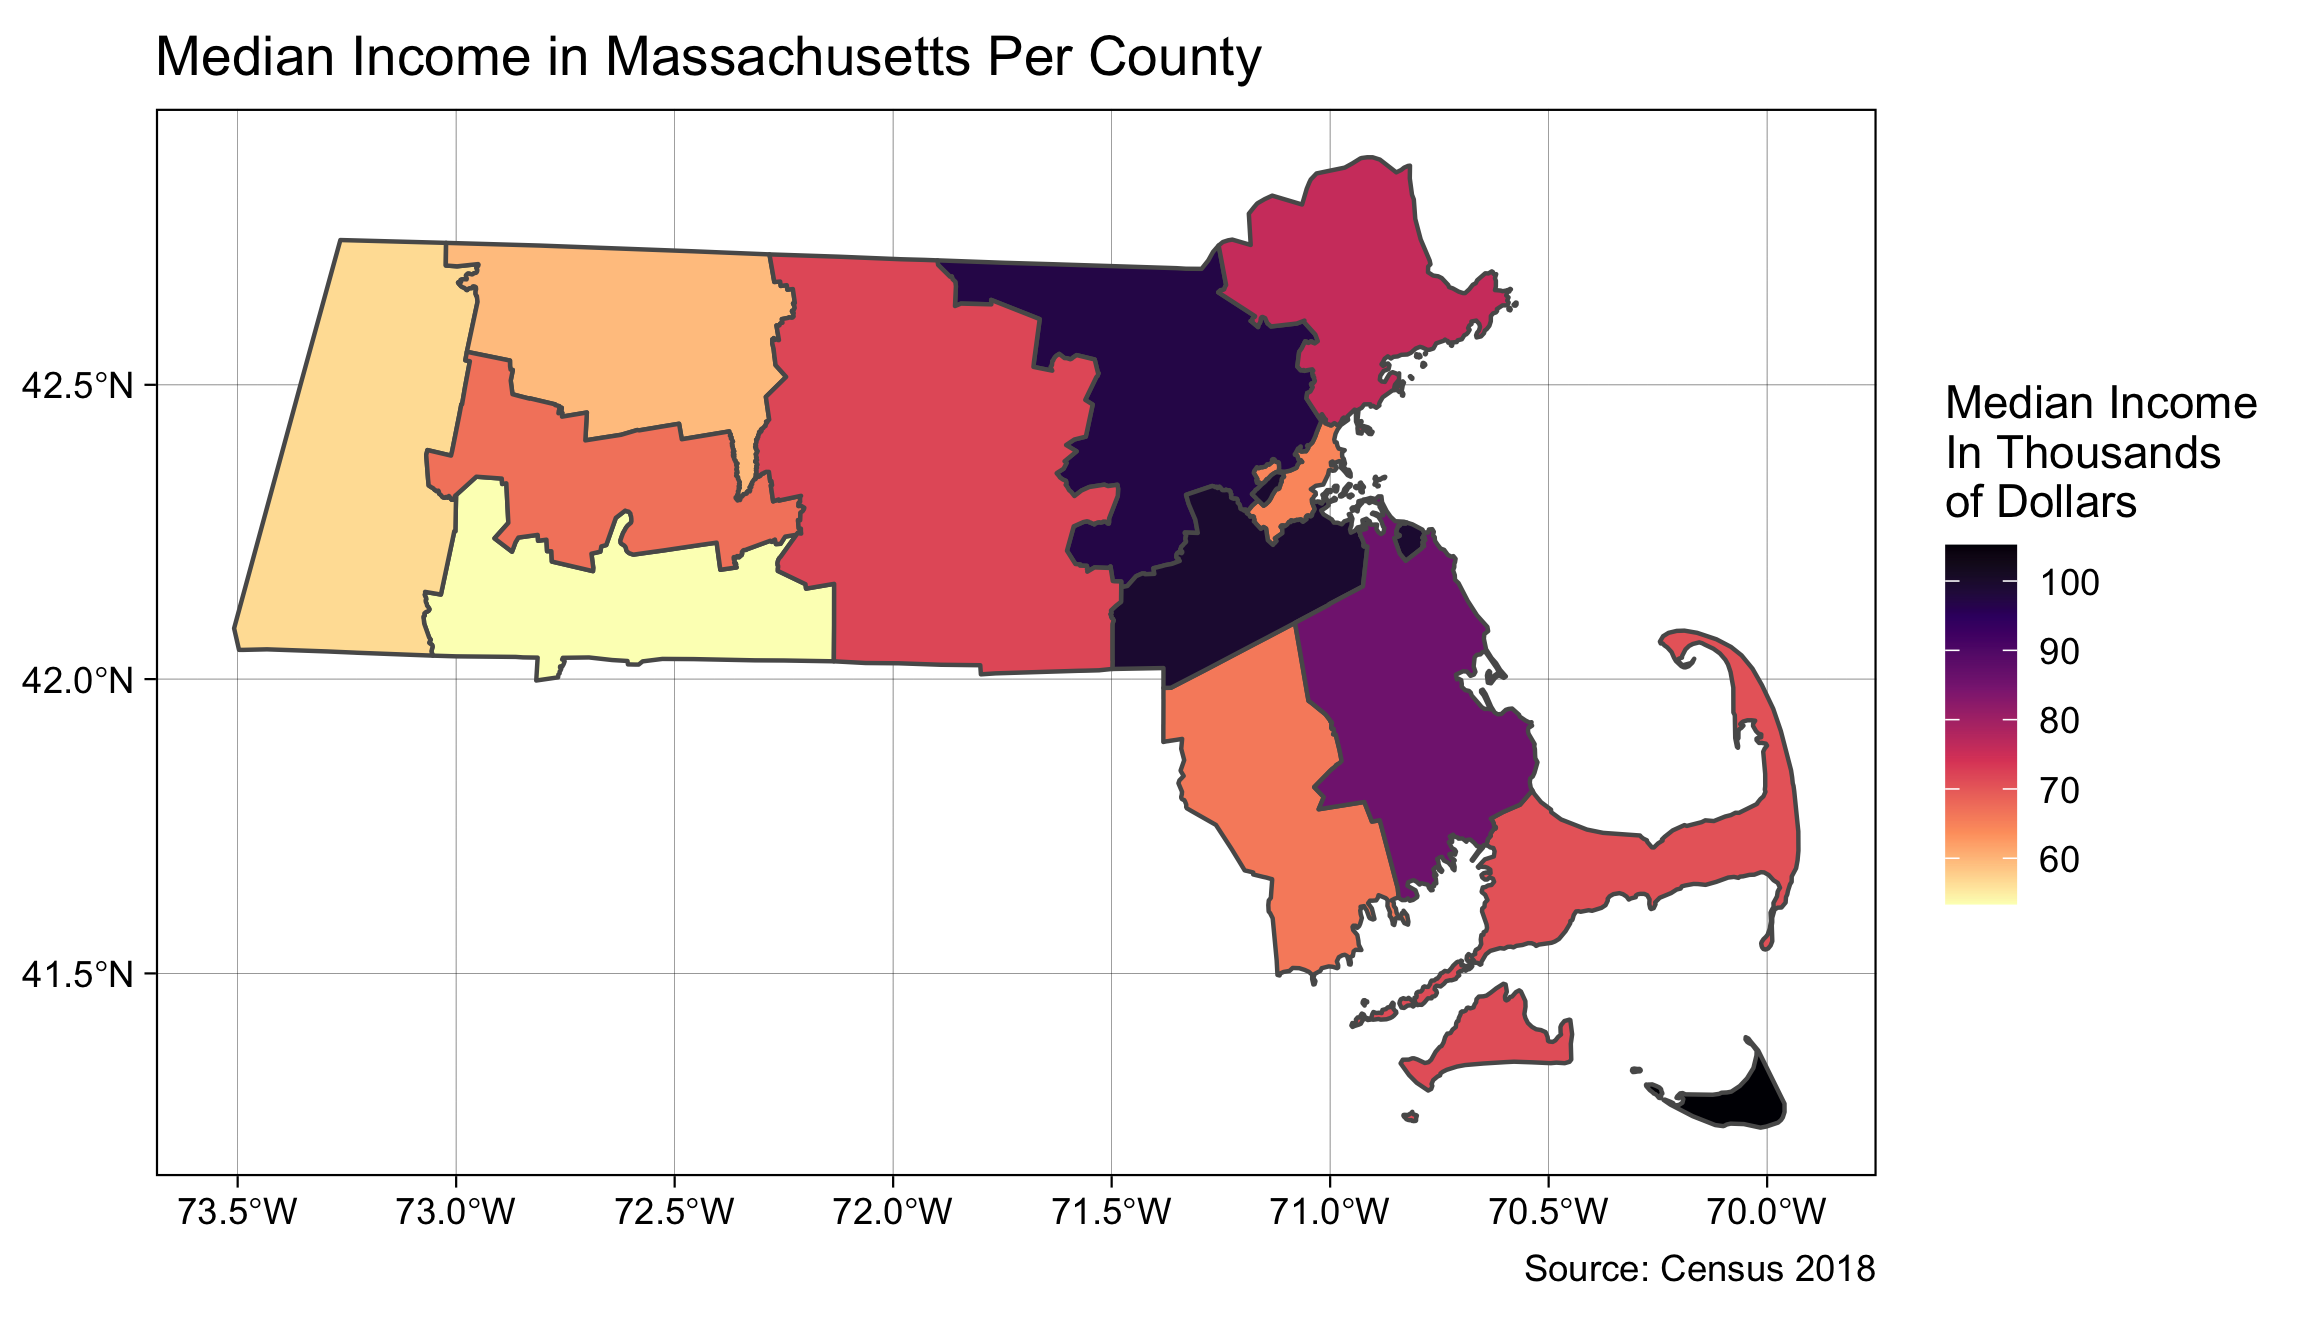 Median Income in Massachusetts Per County
42.5°N
42.0°N
41.5°N
73.5°W
73.0°W
72.5°W
72.0°W
71.5°W
71.0°W
70.5°W
70.0°W
Median Income
In Thousands
of Dollars
100
90
80
70
60
Source: Census 2018